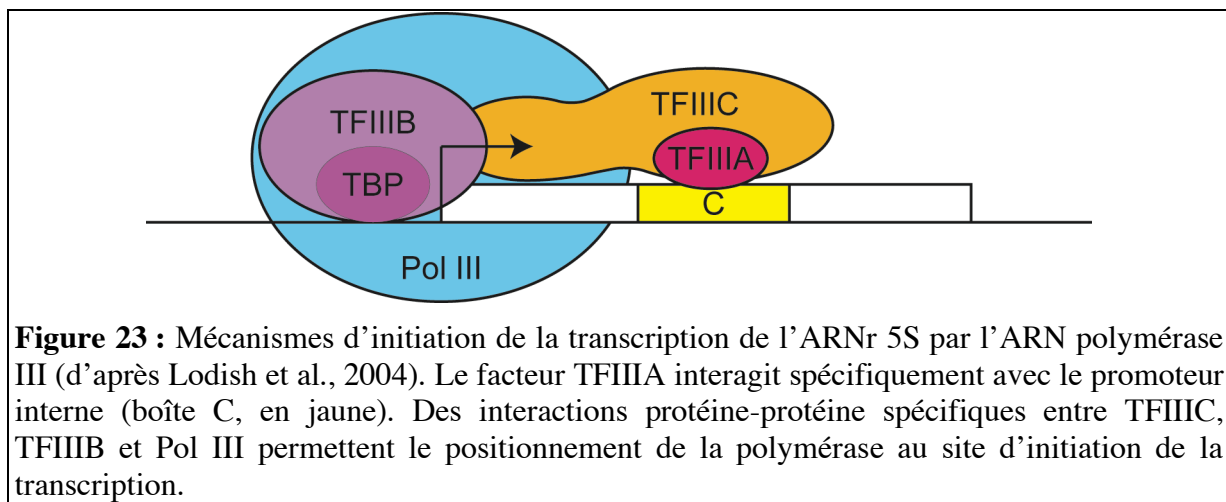 TFIIIB
TFIIIC
TBP
TFIIIA
C
Pol III
Figure 23 : Mécanismes d'initiation de la transcription de l'ARNr 5S par l'ARN polymérase
III (d'après Lodish et al., 2004). Le facteur TFIIIA interagit spécifiquement avec le promoteur
interne (boîte C, en jaune). Des interactions protéine-protéine spécifiques entre TFIIIC,
TFIIIB et Pol III permettent le positionnement de la polymérase au site d'initiation de la
transcription.